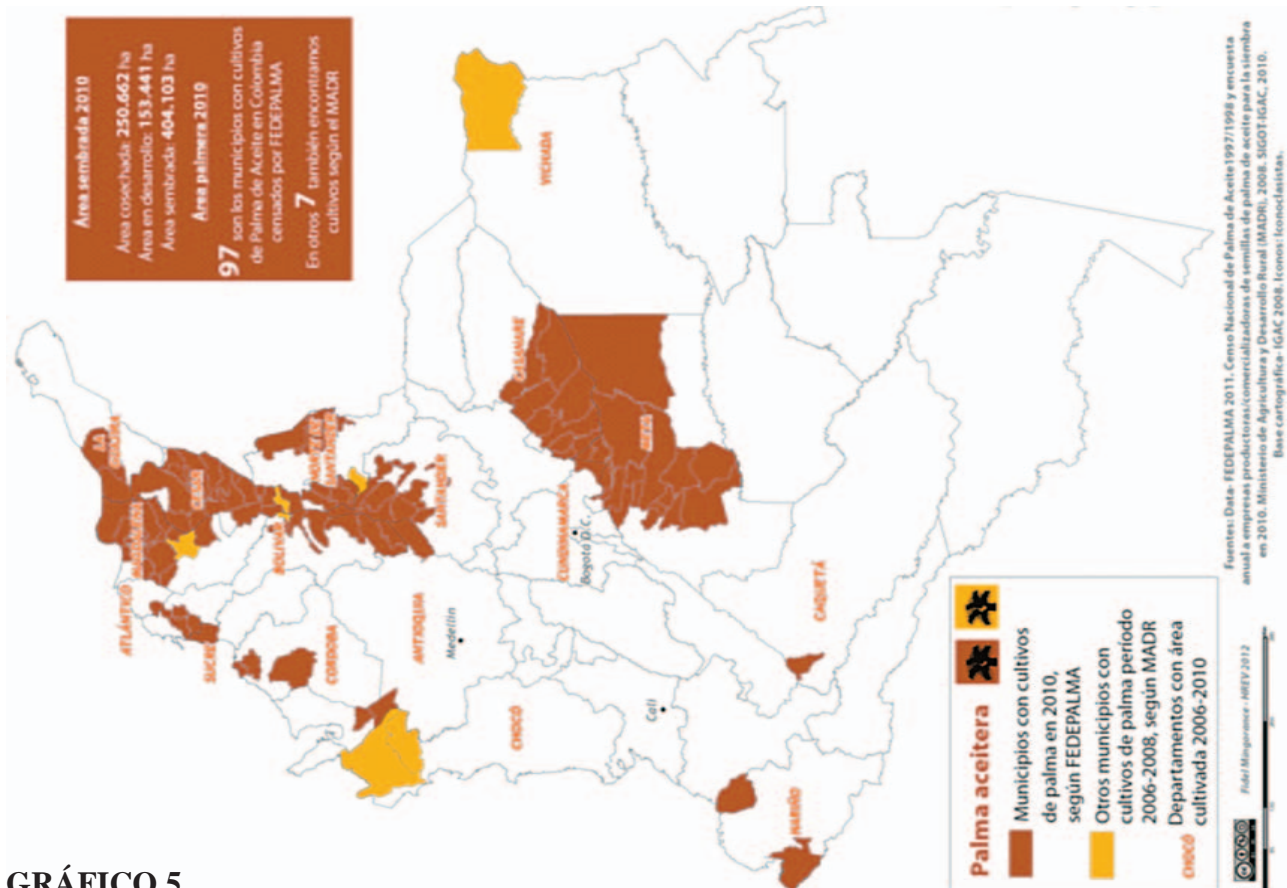 Área sembrada 2010
Área cosechada: 250.662 ha
Área en desarrollo: 153.441 ha
Área sembrada: 404.103 ha
Área palmera 2010
97 son los municipios con cultivos
de Palma de Aceite en Colombia
censados por FEDEPALMA
En otros 7 también encontramos
cultivos según el MADR
LA GUAJIRA
ATLÁNTICO
MAGDALENA
CESAR
SUCRE
BOLÍVAR
NORTE DE SANTANDER
CÓRDOBA
SANTANDER
ANTIOQUIA
Medellín
CHOCÓ
CASANARE
VICHADA
CUNDINAMARCA
Bogotá D.C.
META
Cali
CAQUETÁ
NARIÑO
Palma aceitera
Municipios con cultivos
de palma en 2010,
según FEDEPALMA
Otros municipios con
cultivos de palma período
2006-2008, según MADR
CHOCÓ
Departamentos con área
cultivada 2006-2010
Fidel Mingorance - HREV 2012
Fuentes: Data- FEDEPALMA 2011. Censo Nacional de Palma de Aceite1997/1998 y encuesta
anual a empresas productoras/comercializadoras de semillas de palma de aceite para la siembra
en 2010. Ministerio de Agricultura y Desarrollo Rural (MADR), 2008. SIGOT-IGAC, 2010.
Base cartográfica- IGAC 2008. Iconos- Iconoclasistas.
GRÁFICO 5